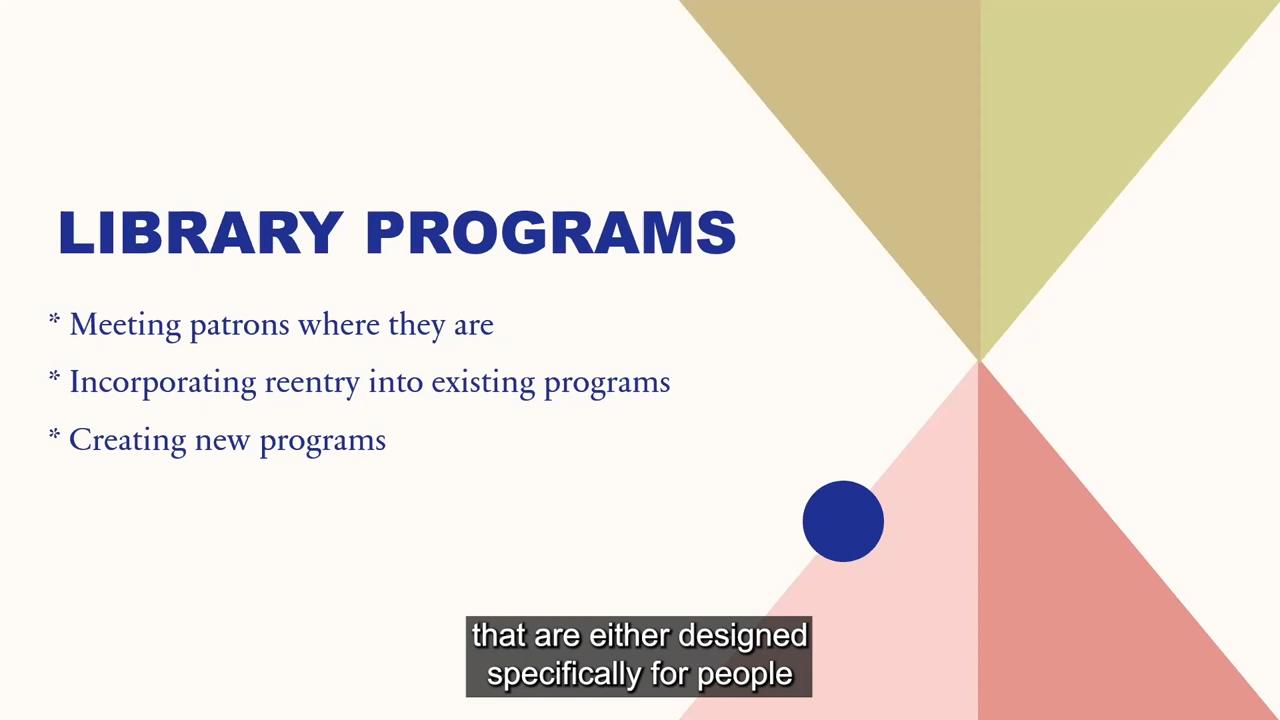 LIBRARY PROGRAMS
* Meeting patrons where they are
* Incorporating reentry into existing programs
* Creating new programs
that are either designed
specifically for people